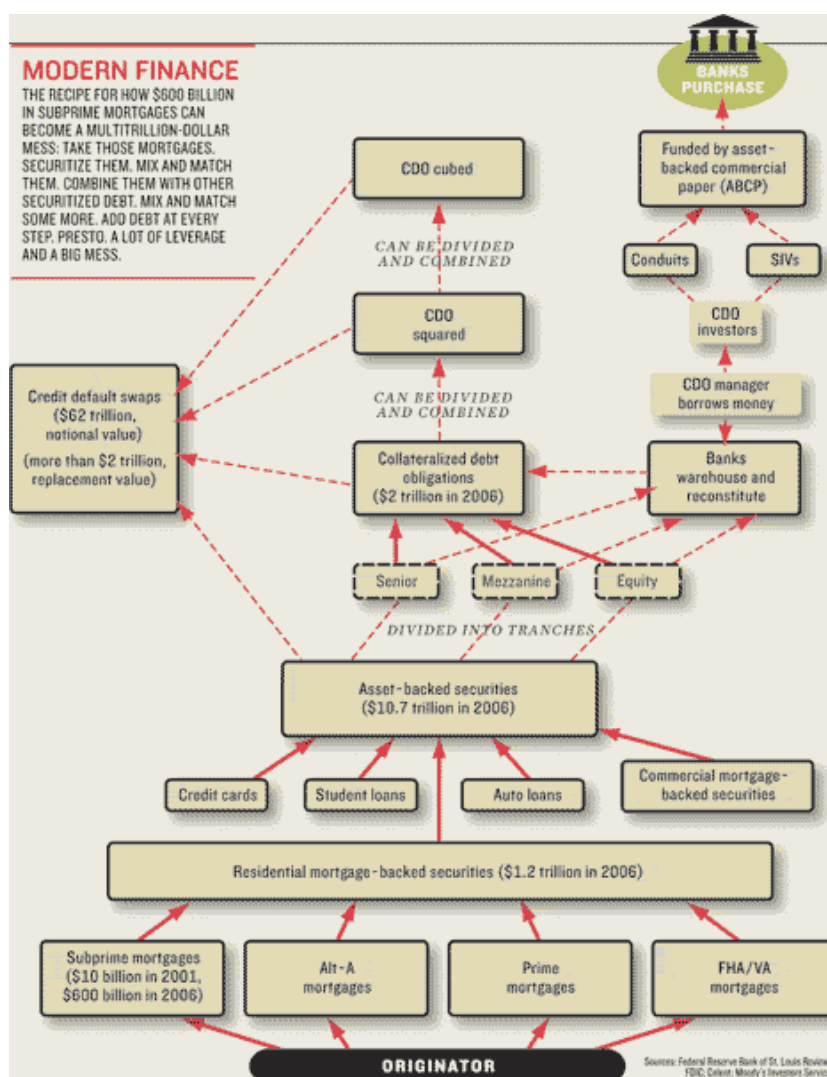 MODERN FINANCE
THE RECIPE FOR HOW $600 BILLION
IN SUBPRIME MORTGAGES CAN
BECOME A MULTITRILLION-DOLLAR
MESS: TAKE THOSE MORTGAGES.
SECURITIZE THEM. MIX AND MATCH
THEM. COMBINE THEM WITH OTHER
SECURITIZED DEBT. MIX AND MATCH
SOME MORE. ADD DEBT AT EVERY
STEP. PRESTO. A LOT OF LEVERAGE
AND A BIG MESS.
BANKS
PURCHASE
Funded by asset-
backed commercial
paper (ABCP)
CDO cubed
CAN BE DIVIDED
AND COMBINED
Conduits
SIVs
CDO
investors
CDO
squared
CDO manager
borrows money
Credit default swaps
($62 trillion,
notional value)
(more than $2 trillion,
replacement value)
CAN BE DIVIDED
AND COMBINED
Collateralized debt
obligations
($2 trillion in 2006)
Banks
warehouse and
reconstitute
Senior
Mezzanine
Equity
DIVIDED INTO TRANCHES
Asset-backed securities
($10.7 trillion in 2006)
Credit cards
Student loans
Auto loans
Commercial mortgage-
backed securities
Residential mortgage-backed securities ($1.2 trillion in 2006)
Subprime mortgages
($10 billion in 2001,
$600 billion in 2006)
Alt-A
mortgages
Prime
mortgages
FHA/VA
mortgages
ORIGINATOR
Sources: Federal Reserve Bank of St. Louis Review
FDIC; Celent; Moody's Investors Servic